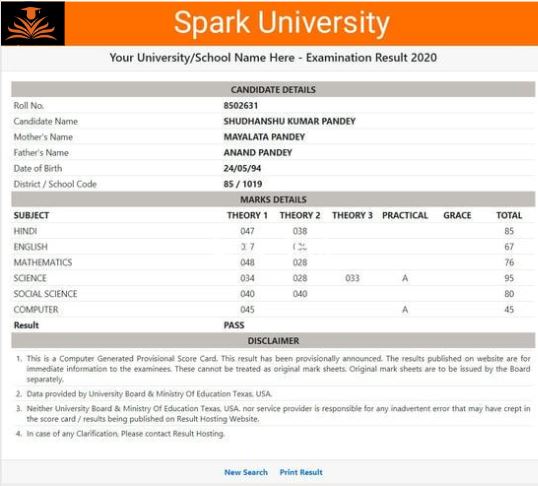 Spark University
Your University/School Name Here - Examination Result 2020
CANDIDATE DETAILS
Roll No. 8502631
Candidate Name SHUDHANSHU KUMAR PANDEY
Mother's Name MAYALATA PANDEY
Father's Name ANAND PANDEY
Date of Birth 24/05/94
District / School Code 85 / 1019
MARKS DETAILS
SUBJECT THEORY 1 THEORY 2 THEORY 3 PRACTICAL GRACE TOTAL
HINDI 047 038 85
ENGLISH 67
MATHEMATICS 048 028 76
SCIENCE 034 028 033 A 95
SOCIAL SCIENCE 040 040 80
COMPUTER 045 A 45
Result PASS
DISCLAIMER
1. This is a Computer Generated Provisional Score Card. This result has been provisionally announced. The results published on website are for
immediate information to the examinees. These cannot be treated as original mark sheets. Original mark sheets are to be issued by the Board
separately.
2. Data provided by University Board & Ministry Of Education Texas, USA.
3. Neither University Board & Ministry Of Education Texas, USA, nor service provider is responsible for any inadvertent error that may have crept in
the score card / results being published on Result Hosting Website.
4. In case of any Clarification, Please contact Result Hosting.
New Search Print Result